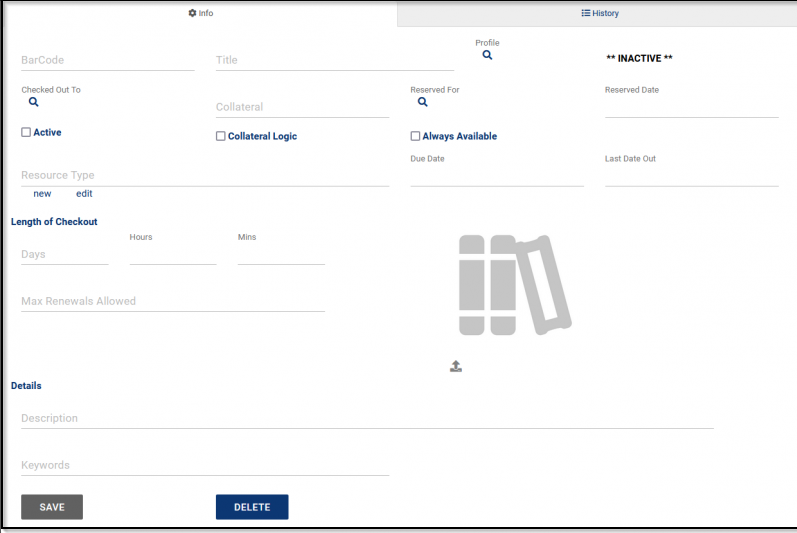 Info
History
Profile
BarCode
Title
** INACTIVE **
Checked Out To
Reserved For
Reserved Date
Collateral
Active
Collateral Logic
Always Available
Due Date
Last Date Out
Resource Type
new edit
Length of Checkout
Hours
Mins
Days
Max Renewals Allowed
Details
Description
Keywords
SAVE
DELETE